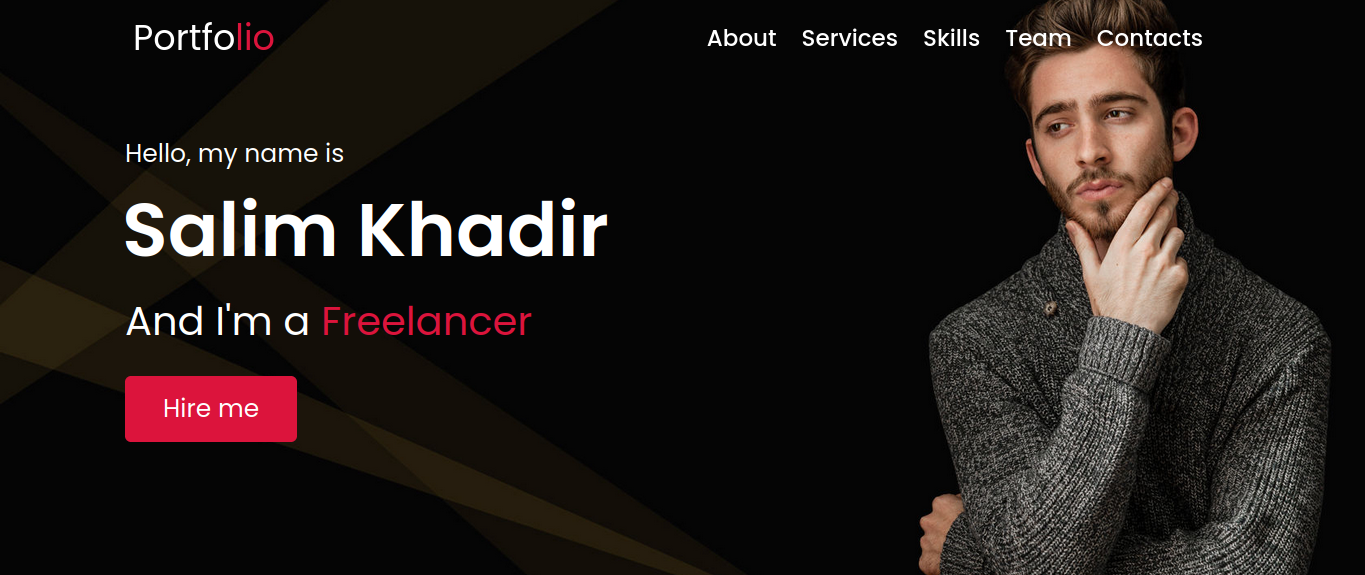 Portfolio
About Services Skills Team Contacts
Hello, my name is
Salim Khadir
And I'm a Freelancer
Hire me